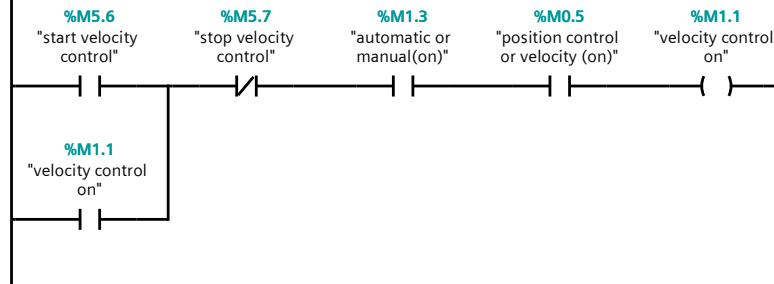 %M5.6
"start velocity
control"
%M5.7
"stop velocity
control"
%M1.3
"automatic or
manual(on)"
%M0.5
"position control
or velocity (on)"
%M1.1
"velocity control
on"
%M1.1
"velocity control
on"